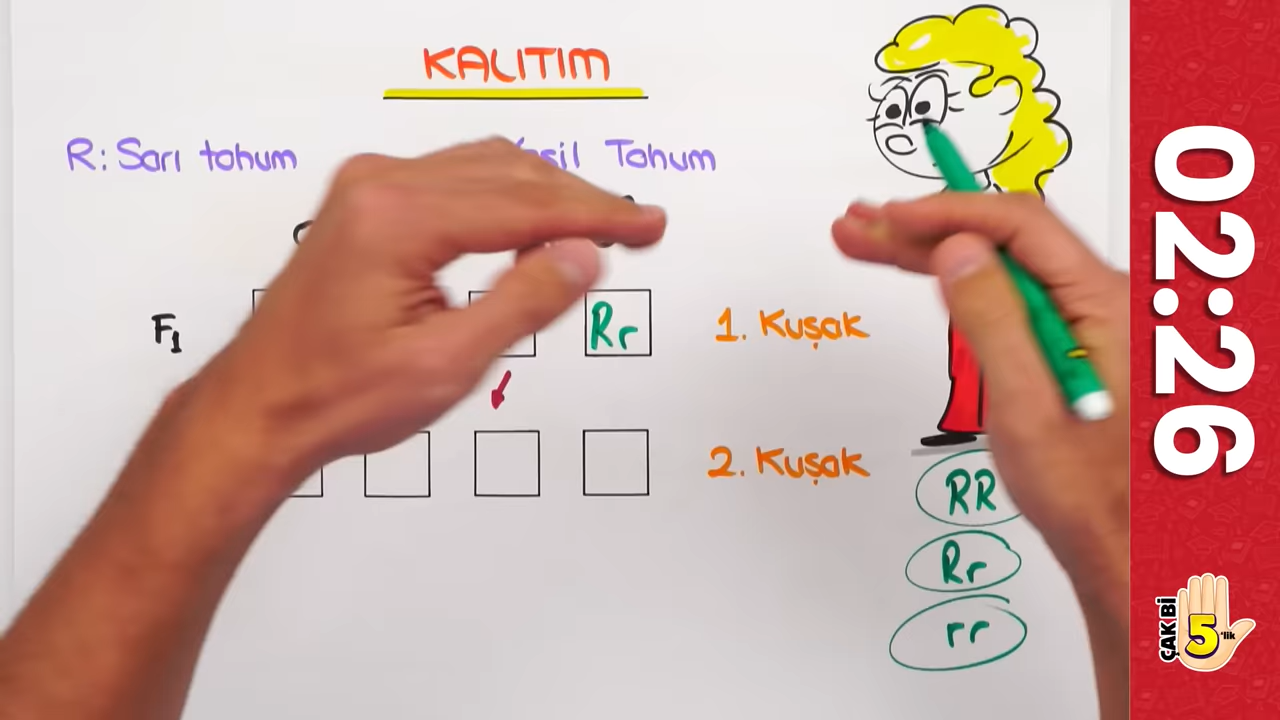 KALITIM
R: Sarı tohum Tohum
F1 Rr 1. Kuşak
2. Kuşak
RR
Rr
rr
02:26
ÇAK Bİ 5'lik